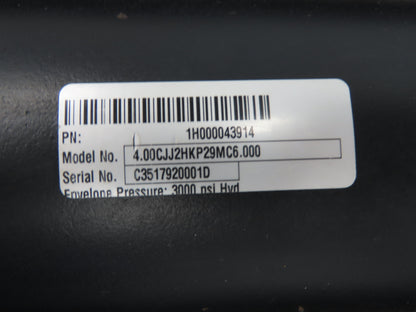 PN: 1H000043914
Model No. 4.00CJJ2HKP29MC6.000
Serial No. C3517920001D
Envelope Pressure: 3000 psi Hyd